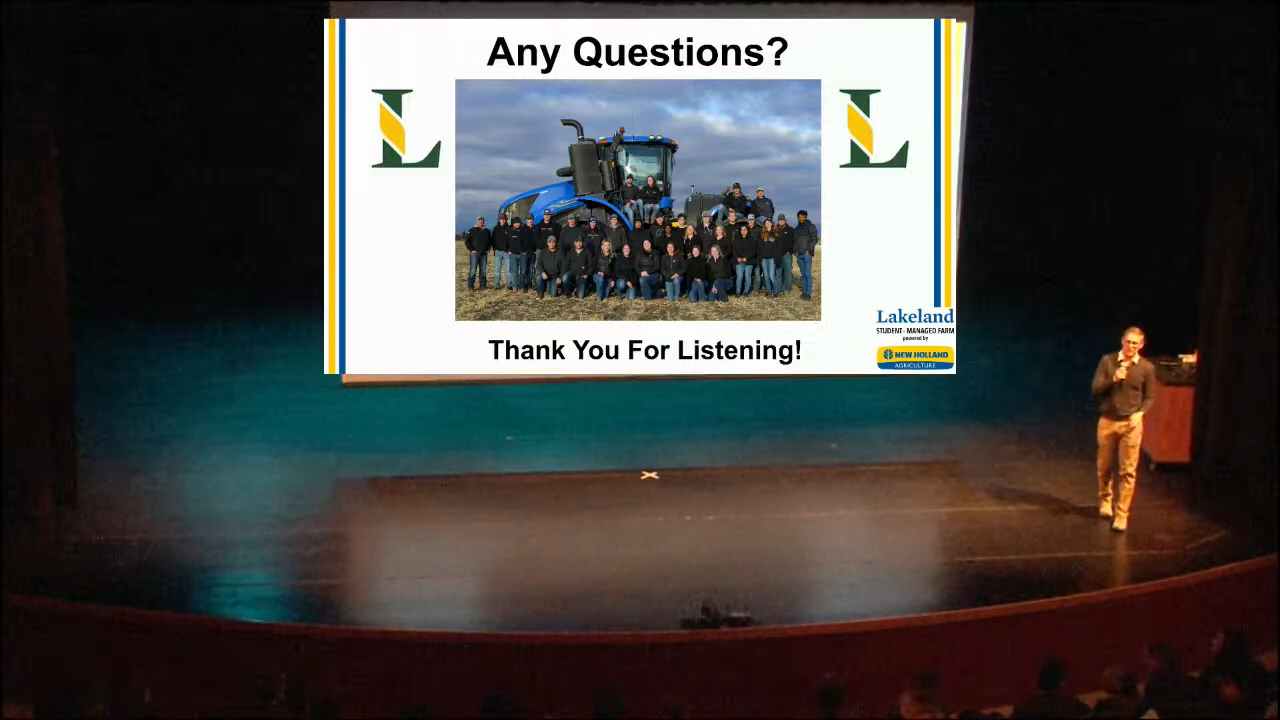 Any Questions?
L
L
Thank You For Listening!
Lakeland
STUDENT - MANAGED FARM
powered by
NEW HOLLAND
AGRICULTURE